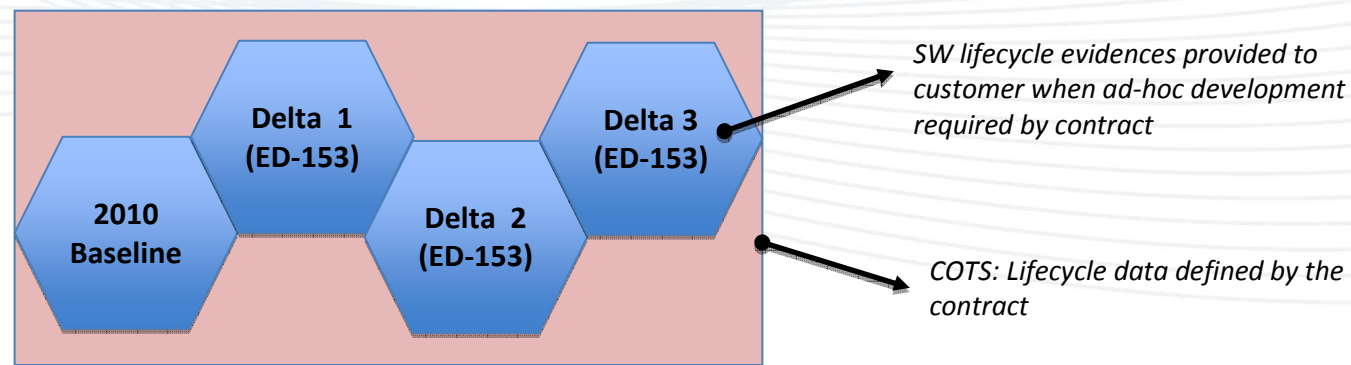 2010
Baseline
Delta 1
(ED-153)
Delta 2
(ED-153)
Delta 3
(ED-153)
SW lifecycle evidences provided to
customer when ad-hoc development
required by contract
COTS: Lifecycle data defined by the
contract